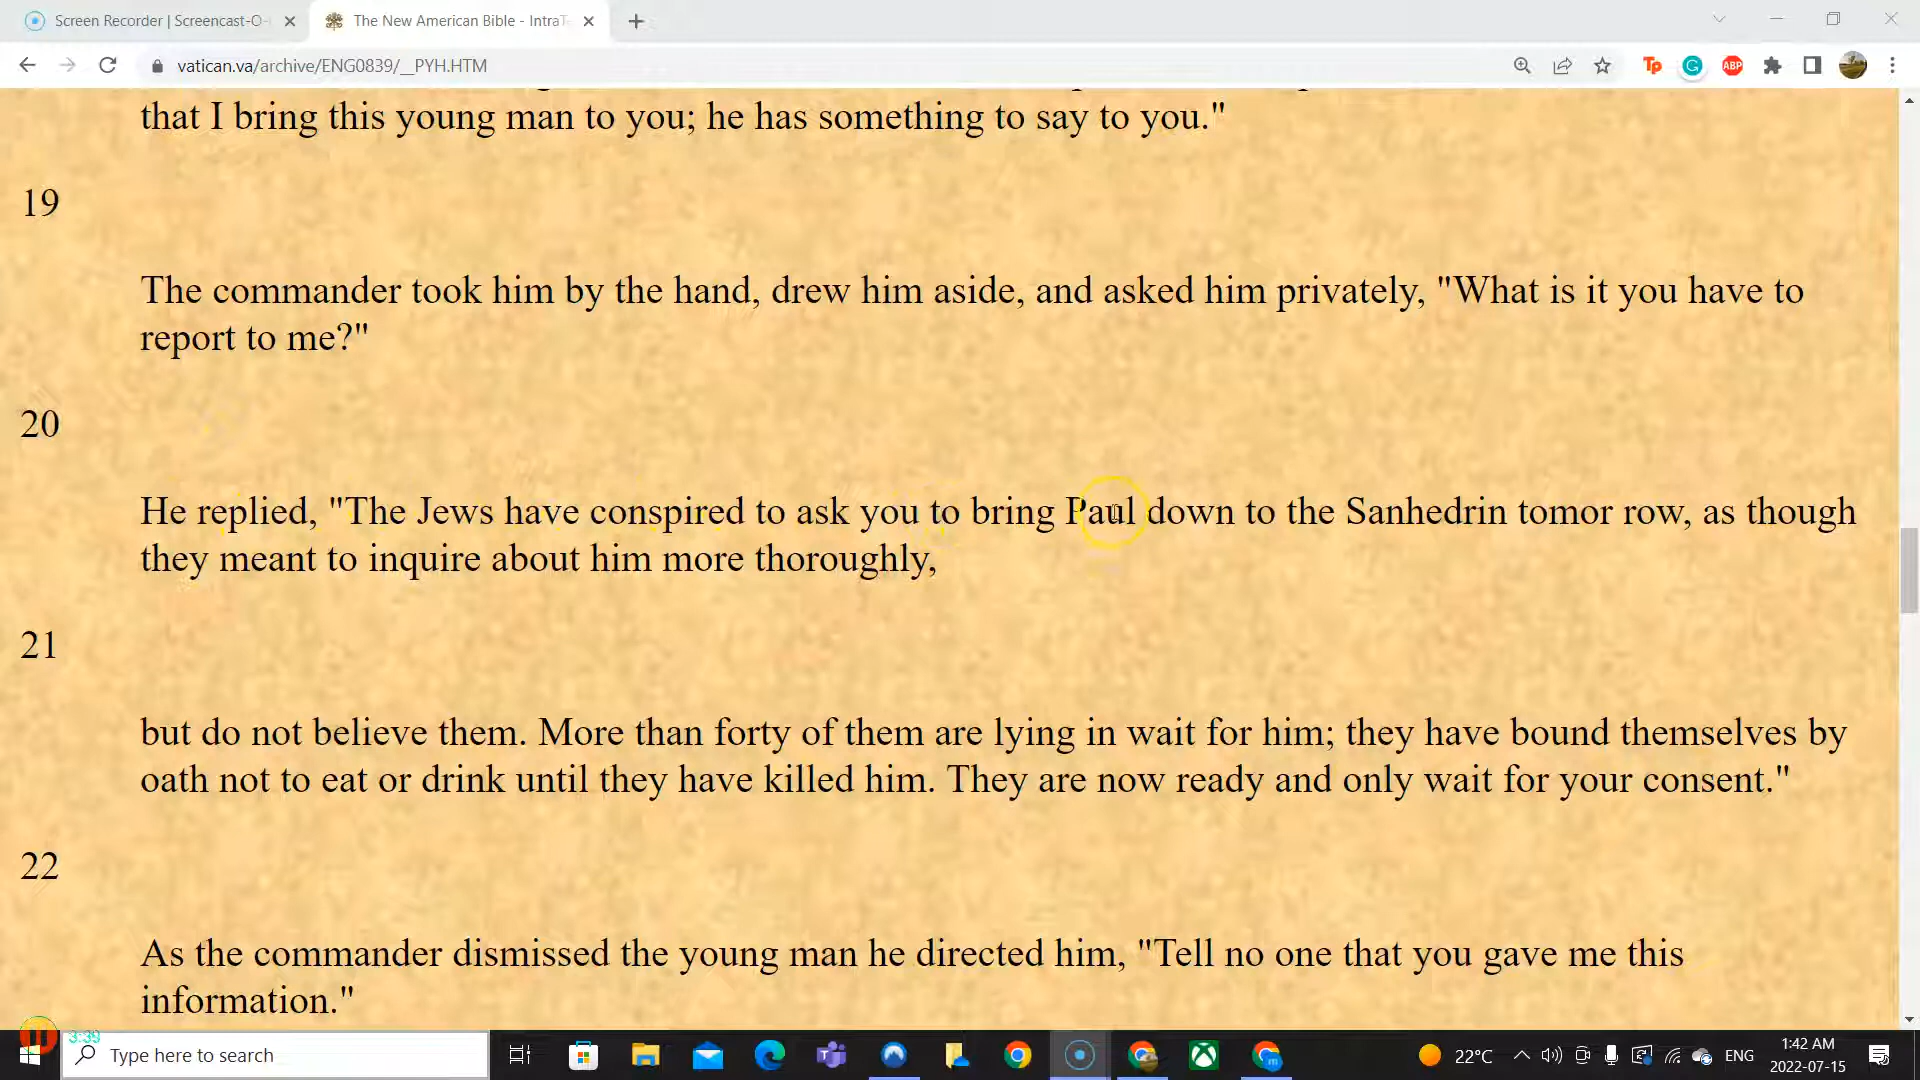 Screen Recorder | Screencast-O-
The New American Bible - IntraT
vatican.va/archive/ENG0839/__PYH.HTM
that I bring this young man to you; he has something to say to you."
19
The commander took him by the hand, drew him aside, and asked him privately, "What is it you have to
report to me?"
20
He replied, "The Jews have conspired to ask you to bring Paul down to the Sanhedrin tomor row, as though
they meant to inquire about him more thoroughly,
21
but do not believe them. More than forty of them are lying in wait for him; they have bound themselves by
oath not to eat or drink until they have killed him. They are now ready and only wait for your consent."
22
As the commander dismissed the young man he directed him, "Tell no one that you gave me this
information."
3:39
Type here to search
22°C
ENG
1:42 AM
2022-07-15